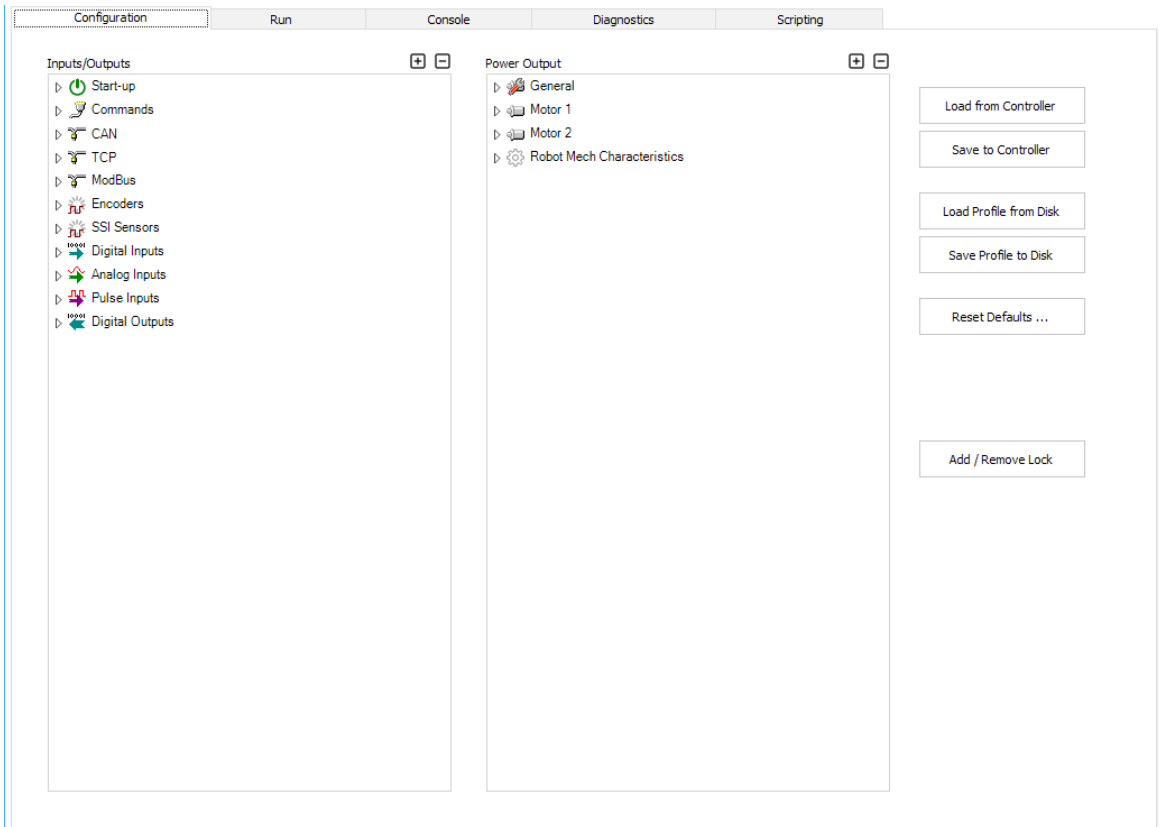 Configuration Run Console Diagnostics Scripting
Inputs/Outputs
Start-up
Commands
CAN
TCP
ModBus
Encoders
SSI Sensors
Digital Inputs
Analog Inputs
Pulse Inputs
Digital Outputs
Power Output
General
Motor 1
Motor 2
Robot Mech Characteristics
Load from Controller
Save to Controller
Load Profile from Disk
Save Profile to Disk
Reset Defaults ...
Add / Remove Lock